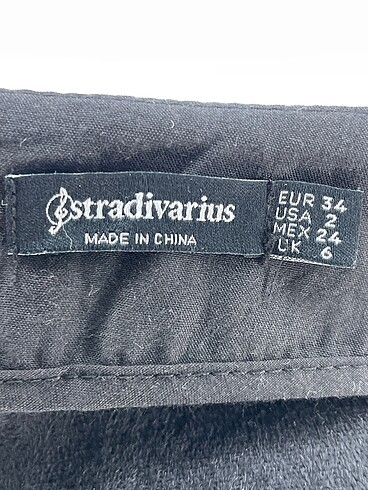 stradivarius
MADE IN CHINA
EUR 34
USA 2
MEX 24
UK 6